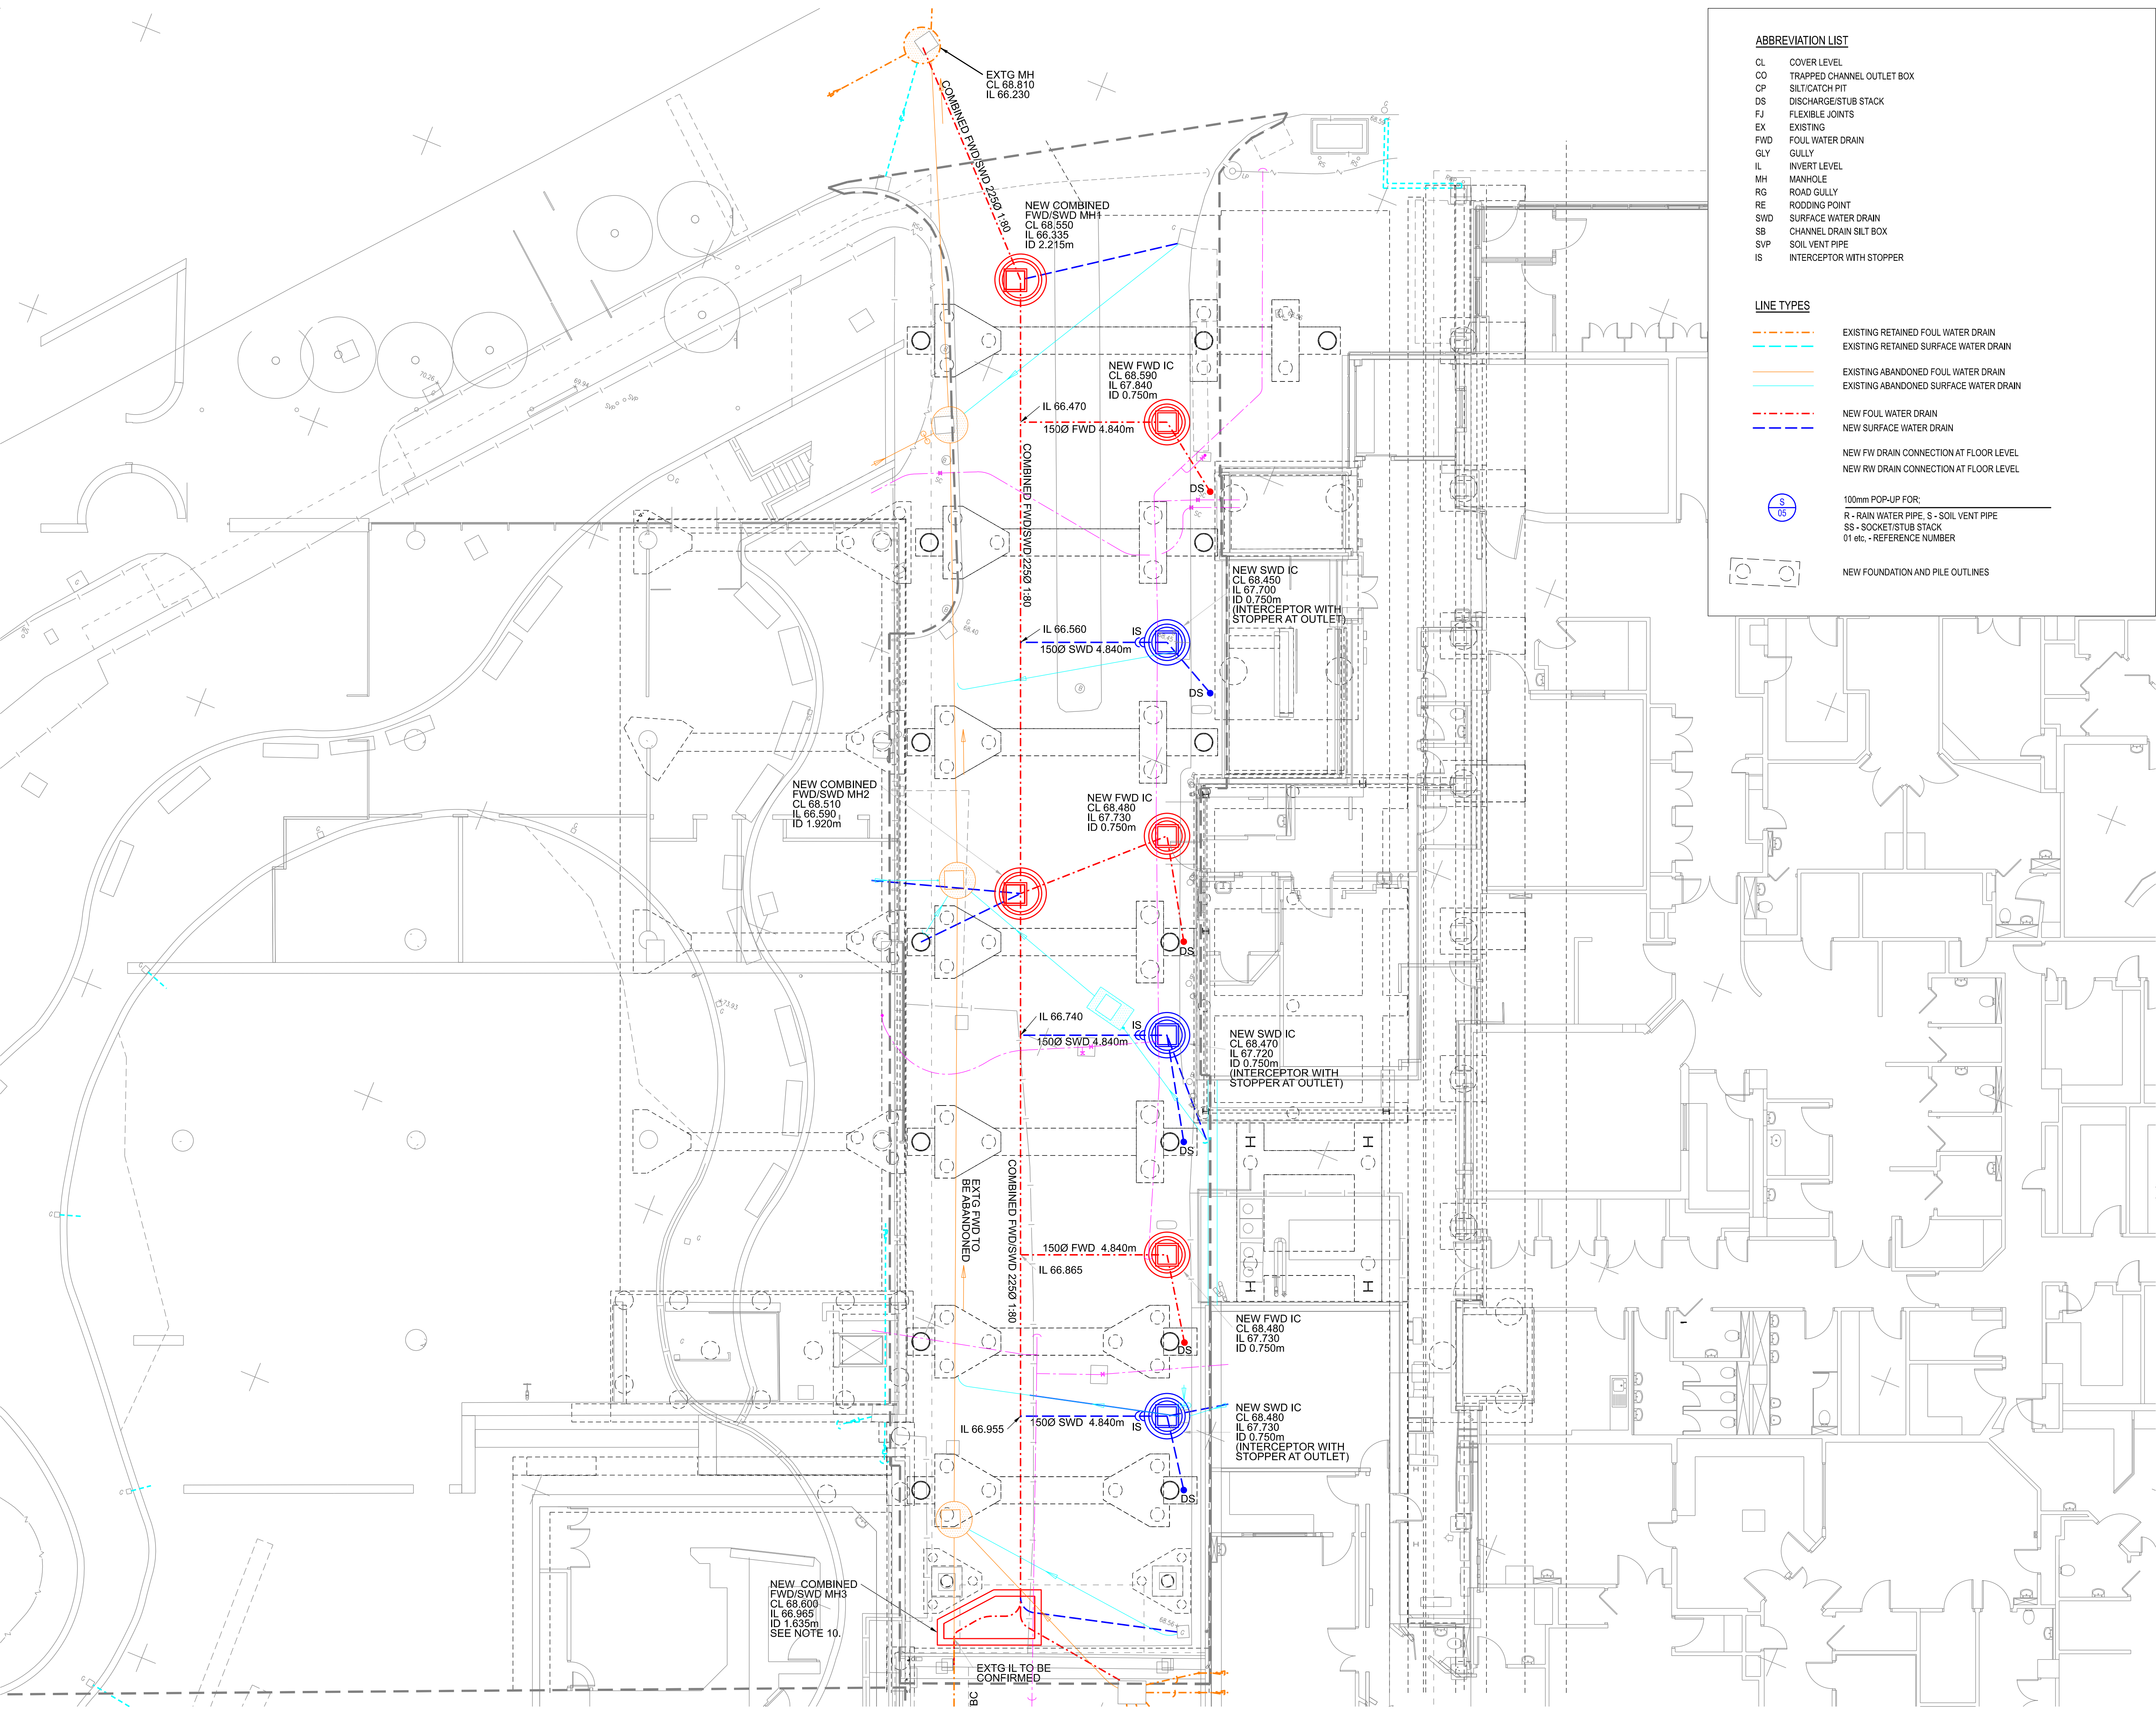 ABBREVIATION LIST
CL COVER LEVEL
CO TRAPPED CHANNEL OUTLET BOX
CP SILT/CATCH PIT
DS DISCHARGE/STUB STACK
FJ FLEXIBLE JOINTS
EX EXISTING
FWD FOUL WATER DRAIN
GLY GULLY
IL INVERT LEVEL
MH MANHOLE
RG ROAD GULLY
RE RODDING POINT
SWD SURFACE WATER DRAIN
SB CHANNEL DRAIN SILT BOX
SVP SOIL VENT PIPE
IS INTERCEPTOR WITH STOPPER
LINE TYPES
EXISTING RETAINED FOUL WATER DRAIN
EXISTING RETAINED SURFACE WATER DRAIN
EXISTING ABANDONED FOUL WATER DRAIN
EXISTING ABANDONED SURFACE WATER DRAIN
NEW FOUL WATER DRAIN
NEW SURFACE WATER DRAIN
NEW FW DRAIN CONNECTION AT FLOOR LEVEL
NEW RW DRAIN CONNECTION AT FLOOR LEVEL
S
05
100mm POP-UP FOR;
R - RAIN WATER PIPE, S - SOIL VENT PIPE
SS - SOCKET/STUB STACK
01 etc, - REFERENCE NUMBER
NEW FOUNDATION AND PILE OUTLINES
EXTG MH
CL 68.810
IL 66.230
COMBINED FWD/SWD 225Ø 1:80
NEW COMBINED
FWD/SWD MH1
CL 68.550
IL 66.335
ID 2.215m
NEW FWD IC
CL 68.590
IL 67.840
ID 0.750m
IL 66.470
150Ø FWD 4.840m
DS
COMBINED FWD/SWD 225Ø 1:80
NEW SWD IC
CL 68.450
IL 67.700
ID 0.750m
(INTERCEPTOR WITH
STOPPER AT OUTLET)
IL 66.560
IS
150Ø SWD 4.840m
DS
NEW COMBINED
FWD/SWD MH2
CL 68.510
IL 66.590
ID 1.920m
NEW FWD IC
CL 68.480
IL 67.730
ID 0.750m
DS
IL 66.740
IS
150Ø SWD 4.840m
NEW SWD IC
CL 68.470
IL 67.720
ID 0.750m
(INTERCEPTOR WITH
STOPPER AT OUTLET)
DS
EXTG FWD TO
BE ABANDONED
COMBINED FWD/SWD 225Ø 1:80
150Ø FWD 4.840m
IL 66.865
NEW FWD IC
CL 68.480
IL 67.730
ID 0.750m
DS
IL 66.955
150Ø SWD 4.840m
IS
NEW SWD IC
CL 68.480
IL 67.730
ID 0.750m
(INTERCEPTOR WITH
STOPPER AT OUTLET)
DS
NEW COMBINED
FWD/SWD MH3
CL 68.600
IL 66.965
ID 1.635m
SEE NOTE 10.
EXTG IL TO BE
CONFIRMED
70.26
69.94
68.40
73.93
68.56